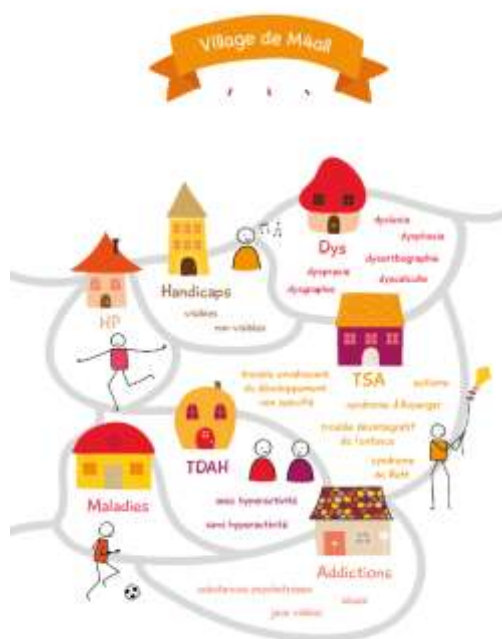 Village de M4all
Dys
dyslexie
dysphasie
dysorthographie
dyspraxie
dyscalculie
dysgraphie
Handicaps
visibles
non visibles
HP
TSA
autisme
trouble envahissant
du développement
non spécifié
syndrome d'Asperger
trouble désintégratif
de l'enfance
syndrome
de Rett
TDAH
avec hyperactivité
sans hyperactivité
Maladies
Addictions
substances psychotropes
jeux vidéos